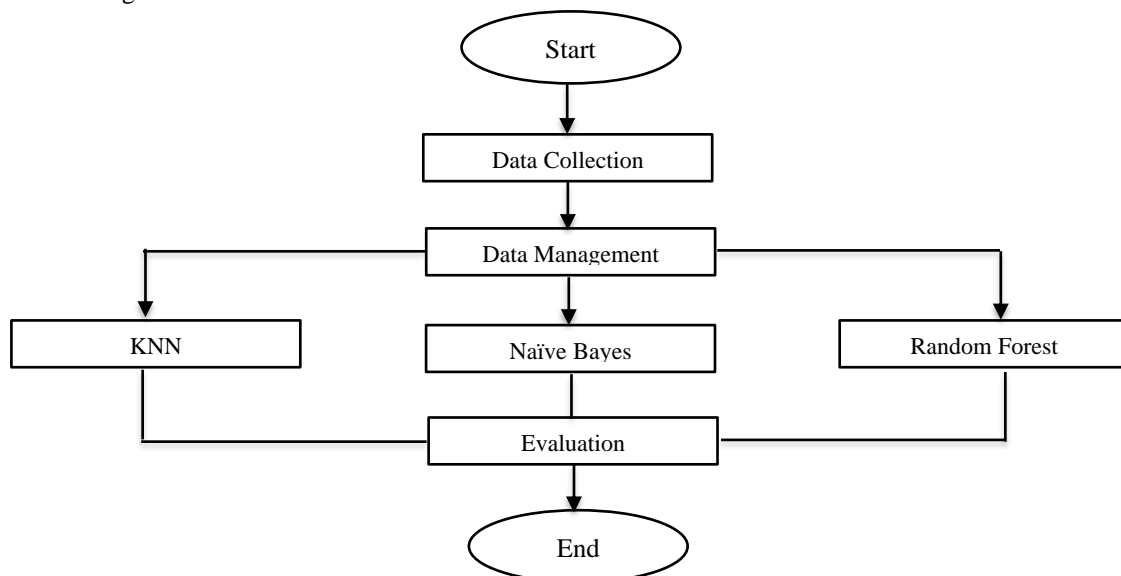 Start
Data Collection
Data Management
KNN
Naïve Bayes
Random Forest
Evaluation
End